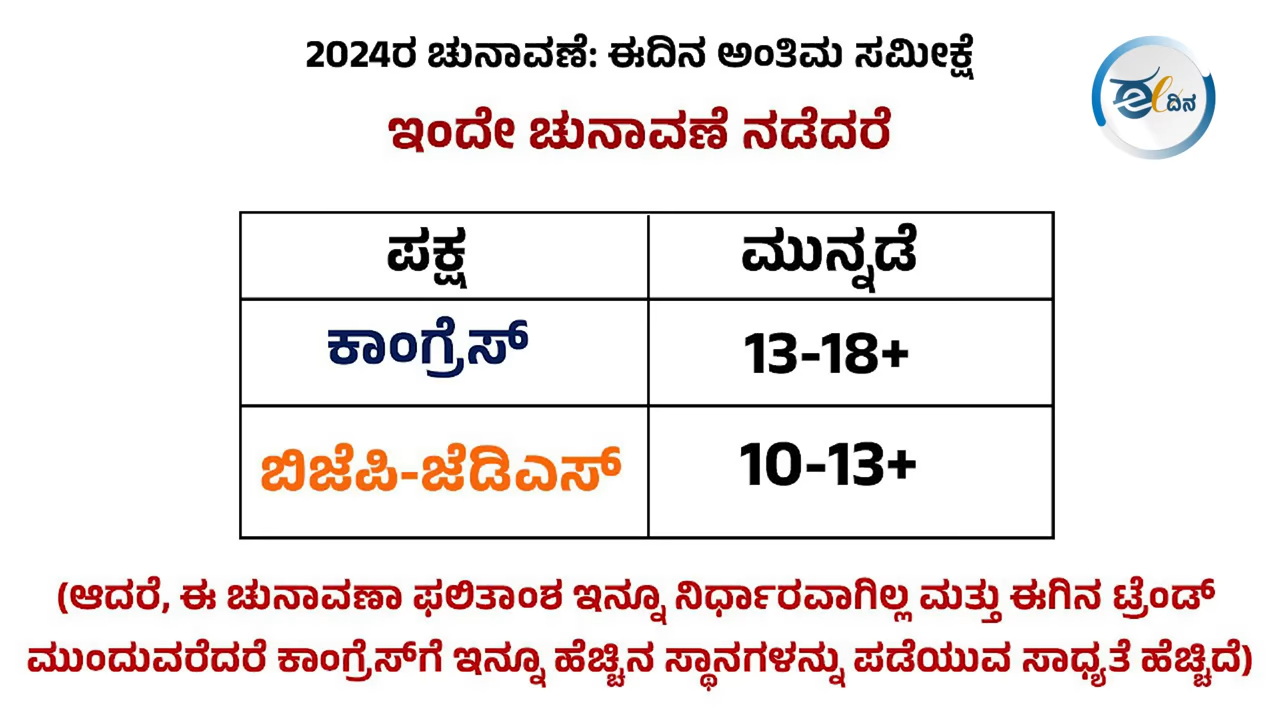 2024ರ ಚುನಾವಣೆ: ಈದಿನ ಅಂತಿಮ ಸಮೀಕ್ಷೆ
ಇಂದೇ ಚುನಾವಣೆ ನಡೆದರೆ
ಈ ದಿನ
ಪಕ್ಷ ಮುನ್ನಡೆ
ಕಾಂಗ್ರೆಸ್ 13-18+
ಬಿಜೆಪಿ-ಜೆಡಿಎಸ್ 10-13+
(ಆದರೆ, ಈ ಚುನಾವಣಾ ಫಲಿತಾಂಶ ಇನ್ನೂ ನಿರ್ಧಾರವಾಗಿಲ್ಲ ಮತ್ತು ಈಗಿನ ಟ್ರೆಂಡ್
ಮುಂದುವರೆದರೆ ಕಾಂಗ್ರೆಸ್‌ಗೆ ಇನ್ನೂ ಹೆಚ್ಚಿನ ಸ್ಥಾನಗಳನ್ನು ಪಡೆಯುವ ಸಾಧ್ಯತೆ ಹೆಚ್ಚಿದೆ)